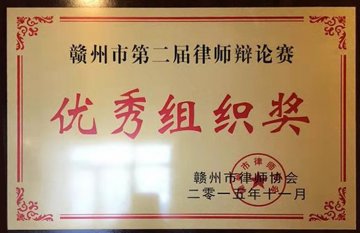 赣州市第二届律师辩论赛
优秀组织奖
赣州市律师协会
二零一五年十一月